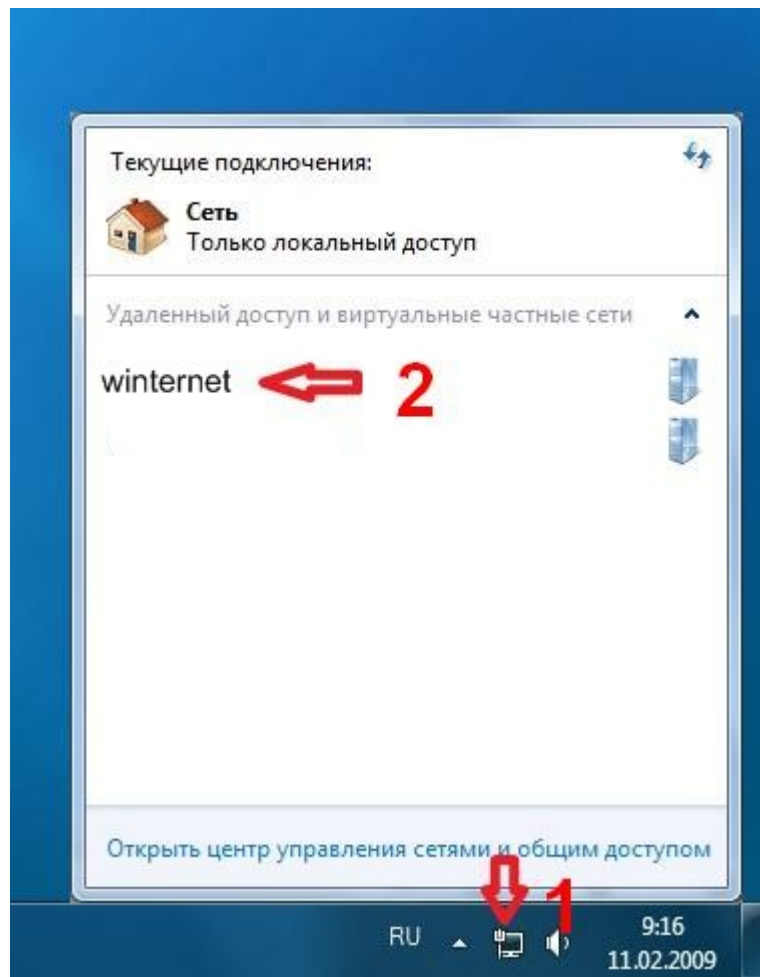 Текущие подключения:
Сеть
Только локальный доступ
Удаленный доступ и виртуальные частные сети
winternet
2
Открыть центр управления сетями и общим доступом
1
RU
9:16
11.02.2009